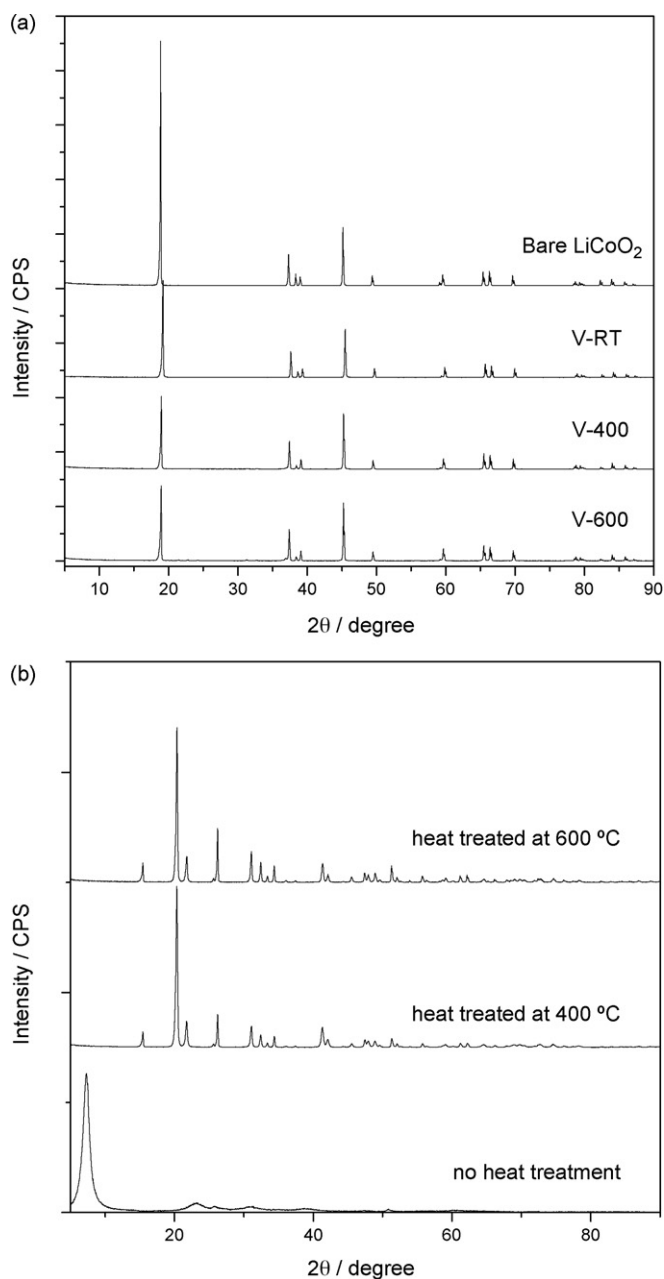 (a)
Intensity / CPS
Bare LiCoO₂
V-RT
V-400
V-600
10 20 30 40 50 60 70 80 90
2θ / degree
(b)
Intensity / CPS
heat treated at 600 ºC
heat treated at 400 ºC
no heat treatment
20 40 60 80
2θ / degree